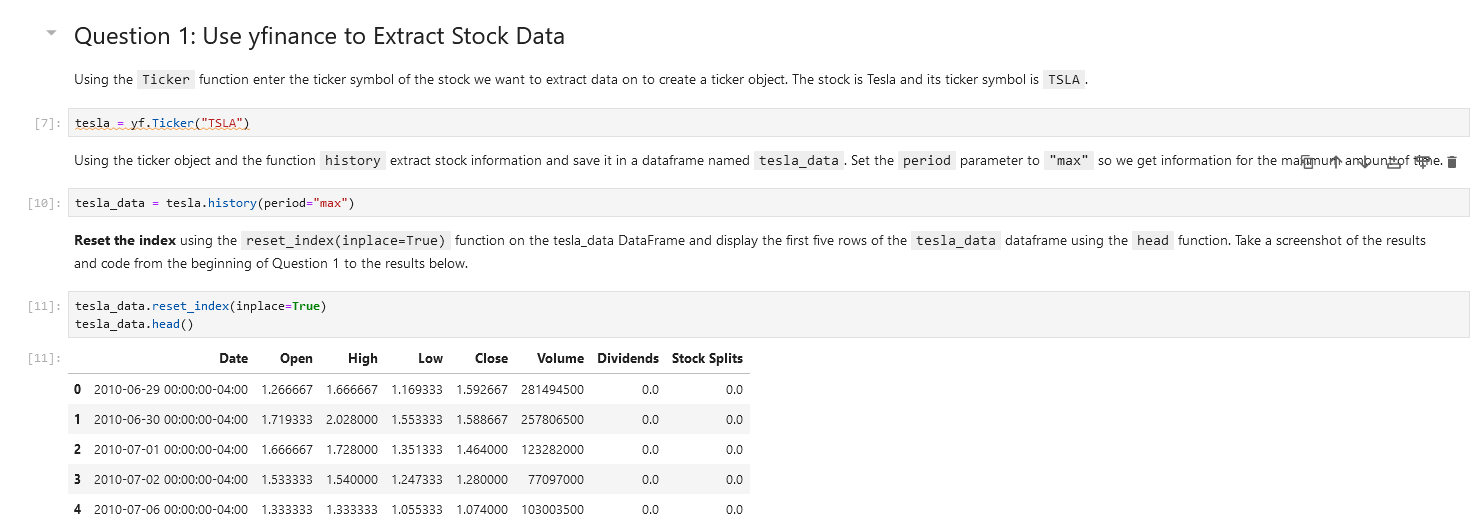 Question 1: Use yfinance to Extract Stock Data
Using the Ticker function enter the ticker symbol of the stock we want to extract data on to create a ticker object. The stock is Tesla and its ticker symbol is TSLA .
[7]: tesla = yf.Ticker("TSLA")
Using the ticker object and the function history extract stock information and save it in a dataframe named tesla_data . Set the period parameter to "max" so we get information for the maximum amount of time.
[10]: tesla_data = tesla.history(period="max")
Reset the index using the reset_index(inplace=True) function on the tesla_data DataFrame and display the first five rows of the tesla_data dataframe using the head function. Take a screenshot of the results
and code from the beginning of Question 1 to the results below.
[11]: tesla_data.reset_index(inplace=True)
tesla_data.head()
[11]: Date Open High Low Close Volume Dividends Stock Splits
0 2010-06-29 00:00:00-04:00 1.266667 1.666667 1.169333 1.592667 281494500 0.0 0.0
1 2010-06-30 00:00:00-04:00 1.719333 2.028000 1.553333 1.588667 257806500 0.0 0.0
2 2010-07-01 00:00:00-04:00 1.666667 1.728000 1.351333 1.464000 123282000 0.0 0.0
3 2010-07-02 00:00:00-04:00 1.533333 1.540000 1.247333 1.280000 77097000 0.0 0.0
4 2010-07-06 00:00:00-04:00 1.333333 1.333333 1.055333 1.074000 103003500 0.0 0.0